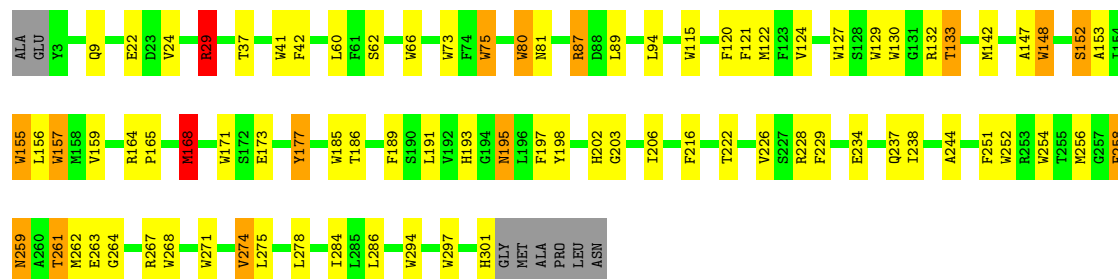 ALA GLU Y3 Q9 E22 D23 V24 R29 T37 W41 F42 L60 F61 S62 W66 W73 F74 W75 W80 N81 R87 D88 L89 L94 W115 F120 F121 M122 F123 V124 W127 S128 W129 W130 G131 R132 T133 M142 A147 W148 S152 A153 I154
W155 L156 W157 M158 V159 R164 P165 M168 W171 S172 E173 Y177 W185 T186 F189 S190 L191 V192 H193 G194 N195 L196 F197 Y198 H202 G203 I206 F216 T222 V226 S227 R228 F229 E234 Q237 I238 A244 F251 W252 R253 W254 T255 M256 G257
N259 A260 T261 M262 E263 G264 R267 W268 W271 V274 L275 L278 I284 L285 L286 W294 W297 H301 GLY MET ALA PRO LEU ASN